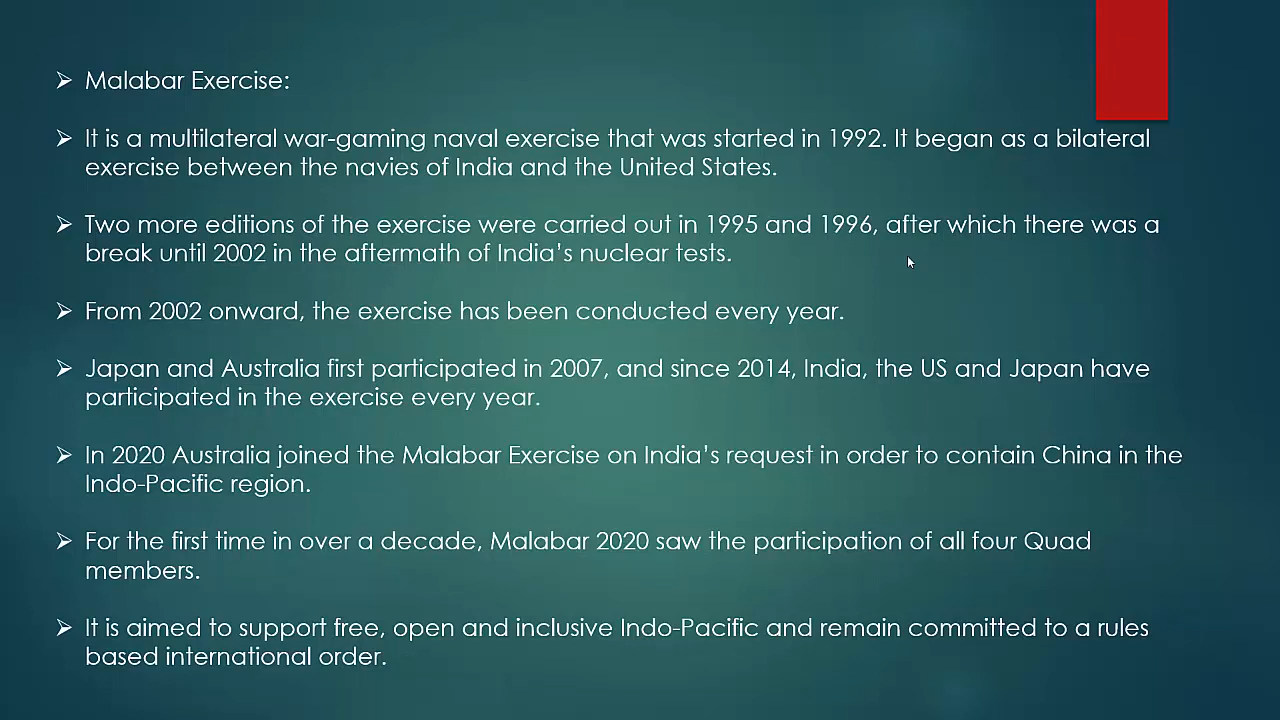 ➢ Malabar Exercise:
➢ It is a multilateral war-gaming naval exercise that was started in 1992. It began as a bilateral
exercise between the navies of India and the United States.
➢ Two more editions of the exercise were carried out in 1995 and 1996, after which there was a
break until 2002 in the aftermath of India’s nuclear tests.
➢ From 2002 onward, the exercise has been conducted every year.
➢ Japan and Australia first participated in 2007, and since 2014, India, the US and Japan have
participated in the exercise every year.
➢ In 2020 Australia joined the Malabar Exercise on India’s request in order to contain China in the
Indo-Pacific region.
➢ For the first time in over a decade, Malabar 2020 saw the participation of all four Quad
members.
➢ It is aimed to support free, open and inclusive Indo-Pacific and remain committed to a rules
based international order.